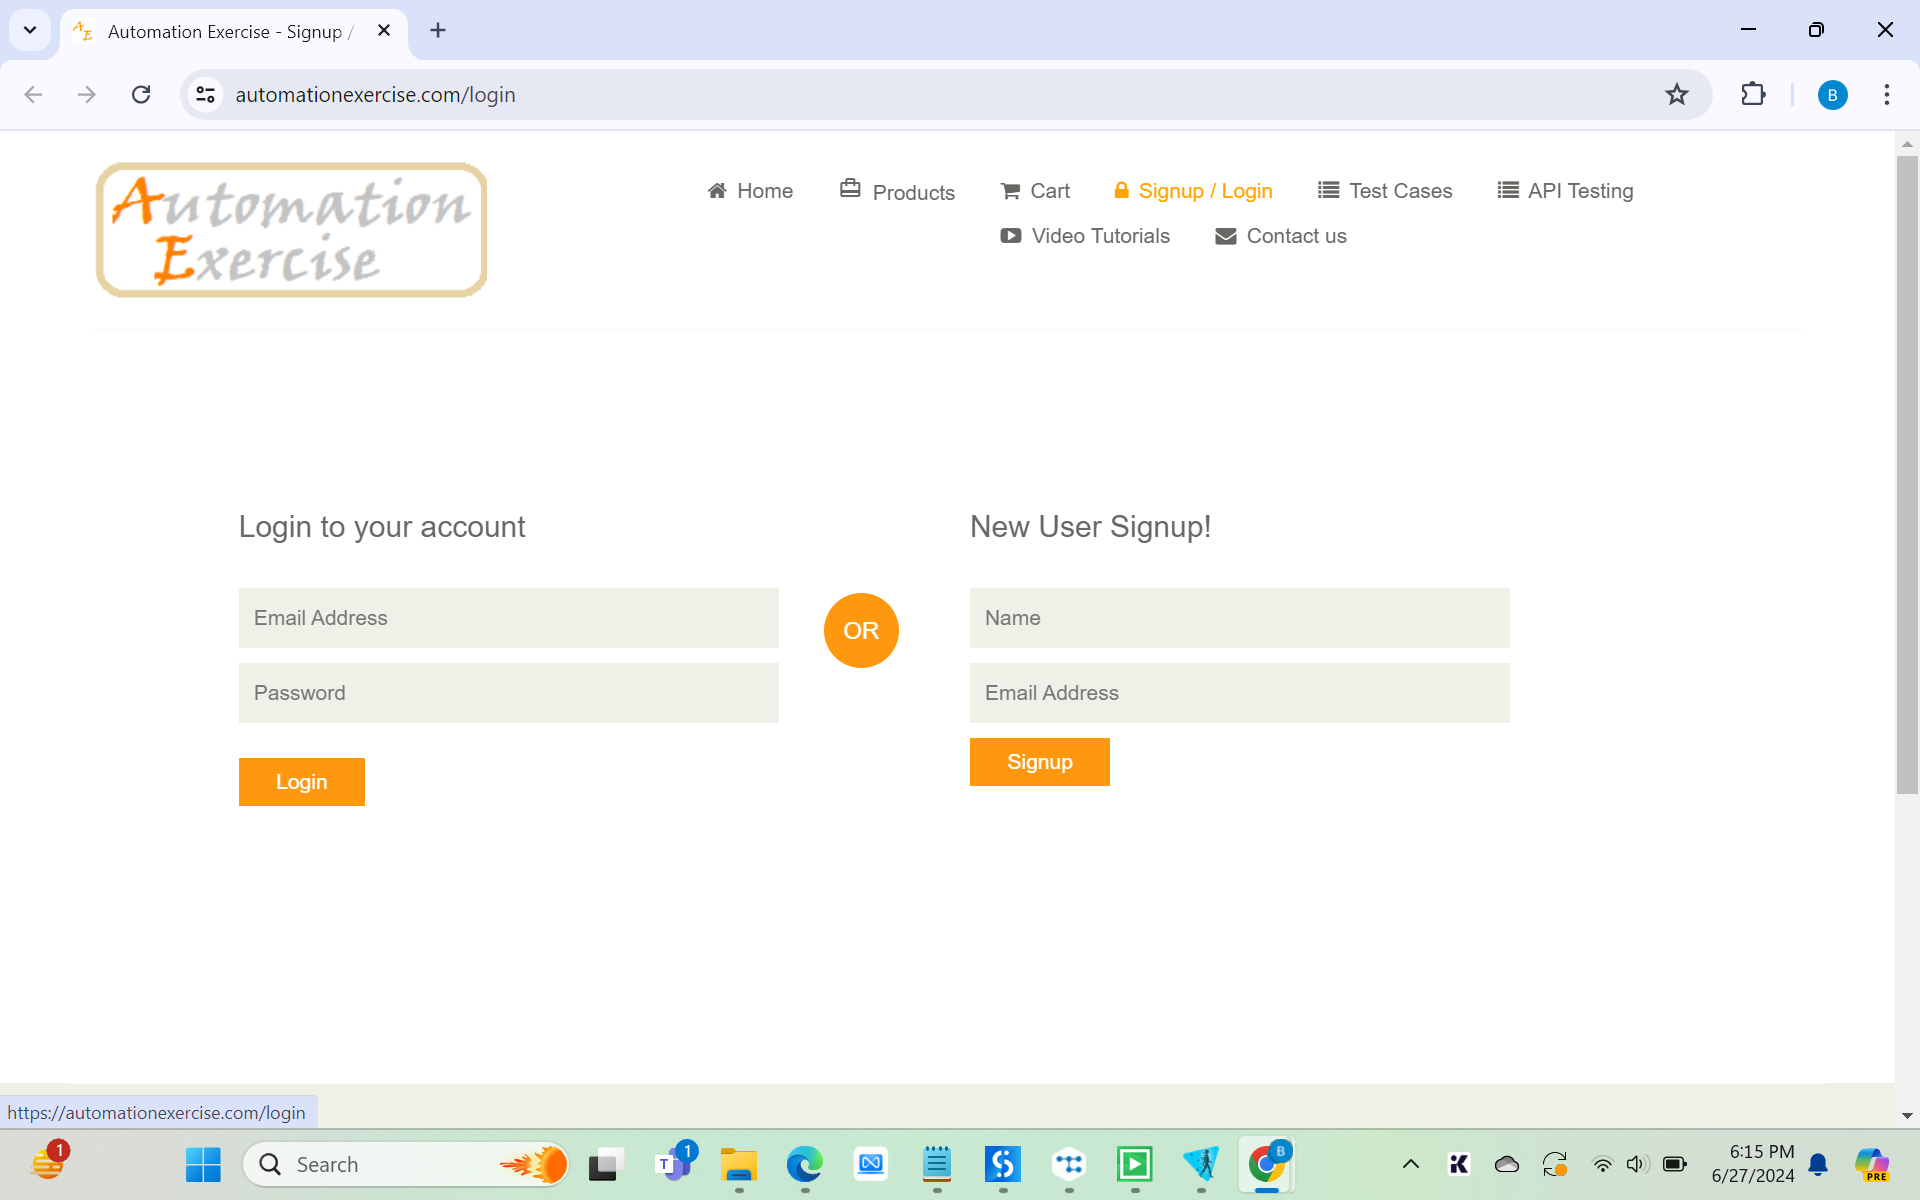 Automation Exercise - Signup /
automationexercise.com/login
B
Automation
Exercise
Home
Products
Cart
Signup / Login
Test Cases
API Testing
Video Tutorials
Contact us
Login to your account
New User Signup!
Email Address
OR
Name
Password
Email Address
Login
Signup
https://automationexercise.com/login
1
Search
T
1
B
6:15 PM
6/27/2024
PRE